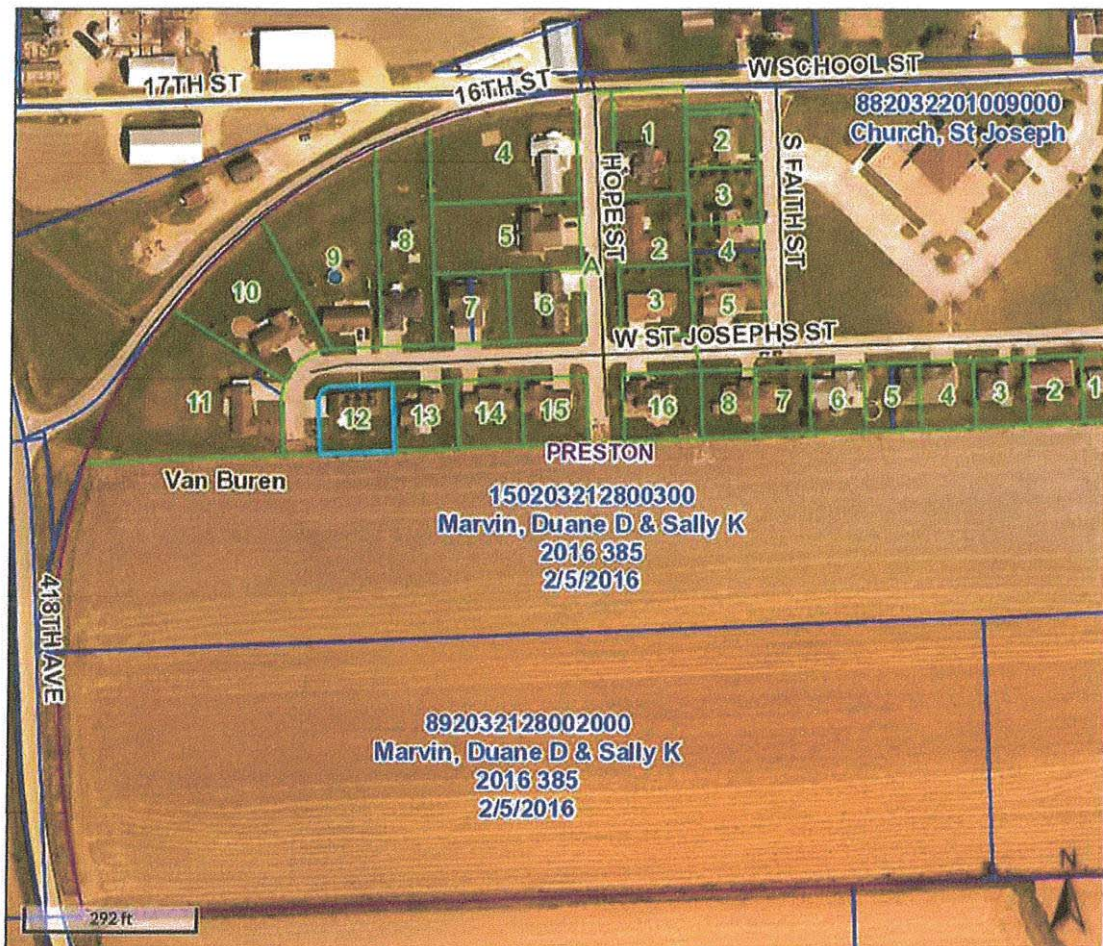 17TH ST
16TH ST
W SCHOOL ST
882032201009000
Church, St Joseph
1
2
4
HOPE ST
S FAITH ST
3
5
2
4
8
A
9
7
6
3
5
10
W ST JOSEPHS ST
11
12
13
14
15
16
8
7
6
5
4
3
2
1
Van Buren
PRESTON
150203212800300
Marvin, Duane D & Sally K
2016 385
2/5/2016
418TH AVE
892032128002000
Marvin, Duane D & Sally K
2016 385
2/5/2016
N
292 ft